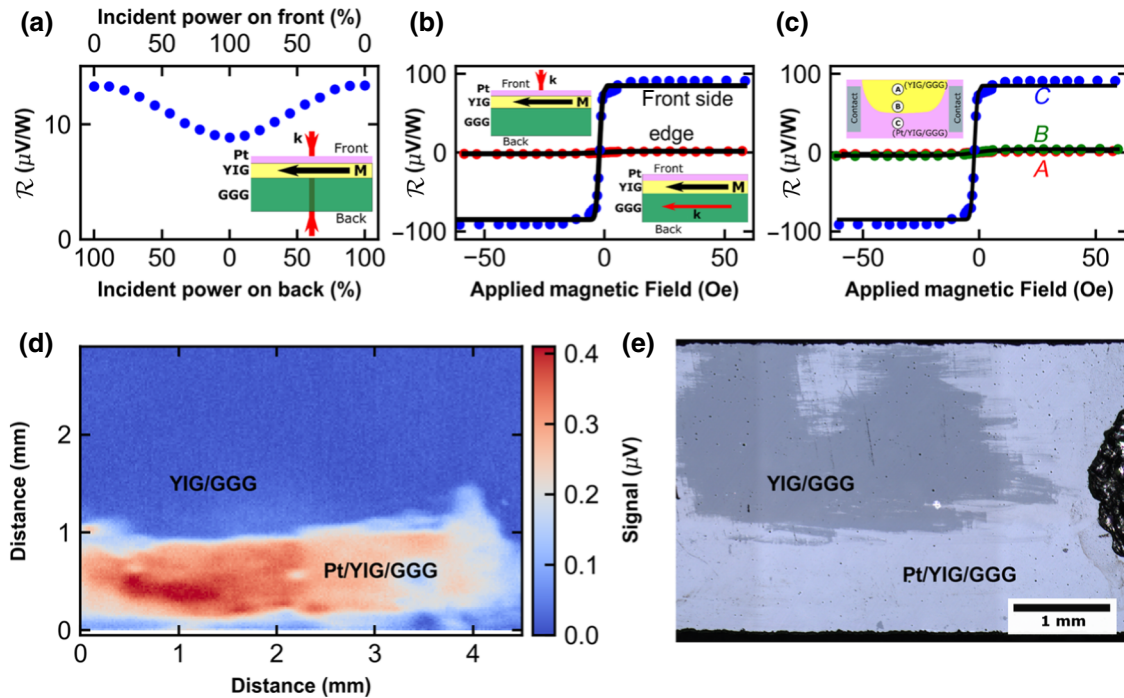 (a)
Incident power on front (%)
0 50 100 50 0
10
5
0
ℛ (μV/W)
k
Pt
YIG
M
GGG
Back
100 50 0 50 100
Incident power on back (%)
(b)
100
0
−100
ℛ (μV/W)
Front
k
Pt
YIG
M
GGG
Back
Front side
edge
Front
Pt
YIG
M
GGG
k
Back
−50 0 50
Applied magnetic Field (Oe)
(c)
100
0
−100
ℛ (μV/W)
Contact
A (YIG/GGG)
B
C
(Pt/YIG/GGG)
Contact
C
B
A
−50 0 50
Applied magnetic Field (Oe)
(d)
2
1
0
Distance (mm)
YIG/GGG
Pt/YIG/GGG
0 1 2 3 4
Distance (mm)
0.4
0.3
0.2
0.1
0.0
Signal (μV)
(e)
YIG/GGG
Pt/YIG/GGG
1 mm